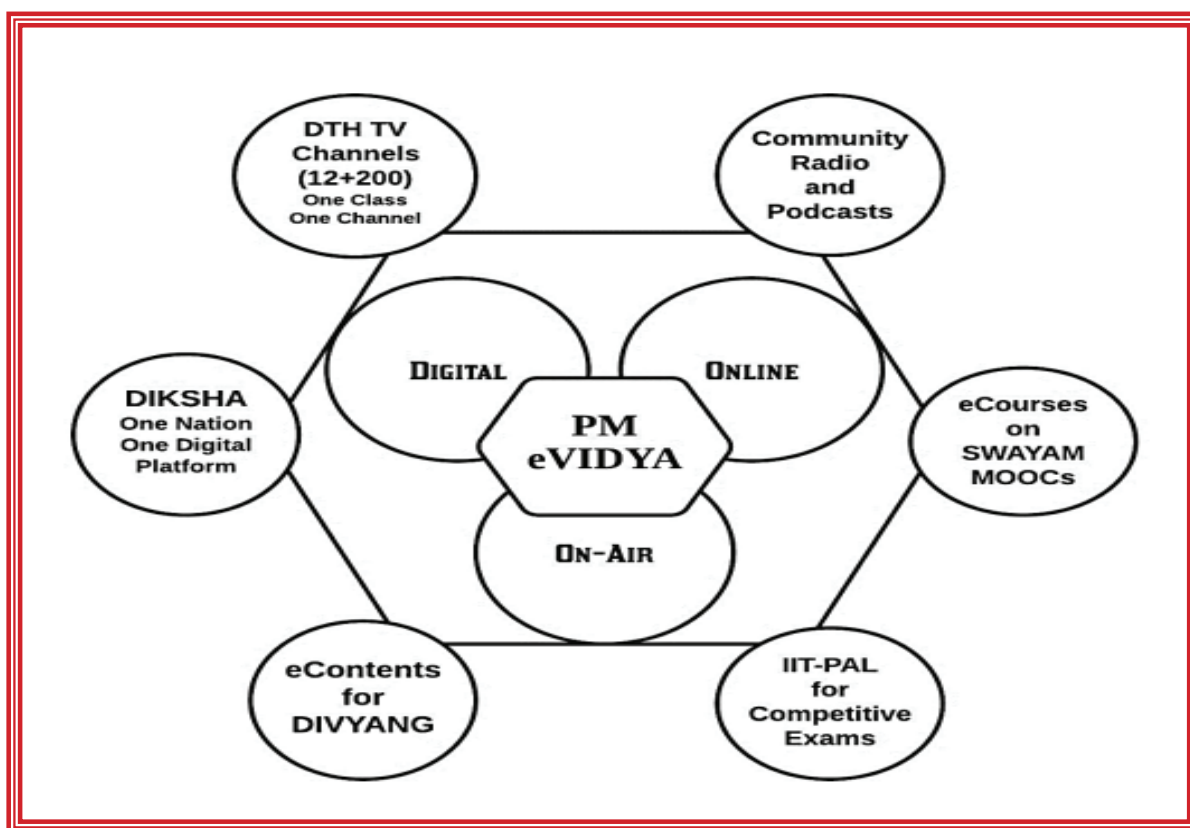 DTH TV
Channels
(12+200)
One Class
One Channel
Community
Radio
and
Podcasts
DIGITAL
ONLINE
DIKSHA
One Nation
One Digital
Platform
PM
eVIDYA
eCourses
on
SWAYAM
MOOCs
ON-AIR
eContents
for
DIVYANG
IIT-PAL
for
Competitive
Exams